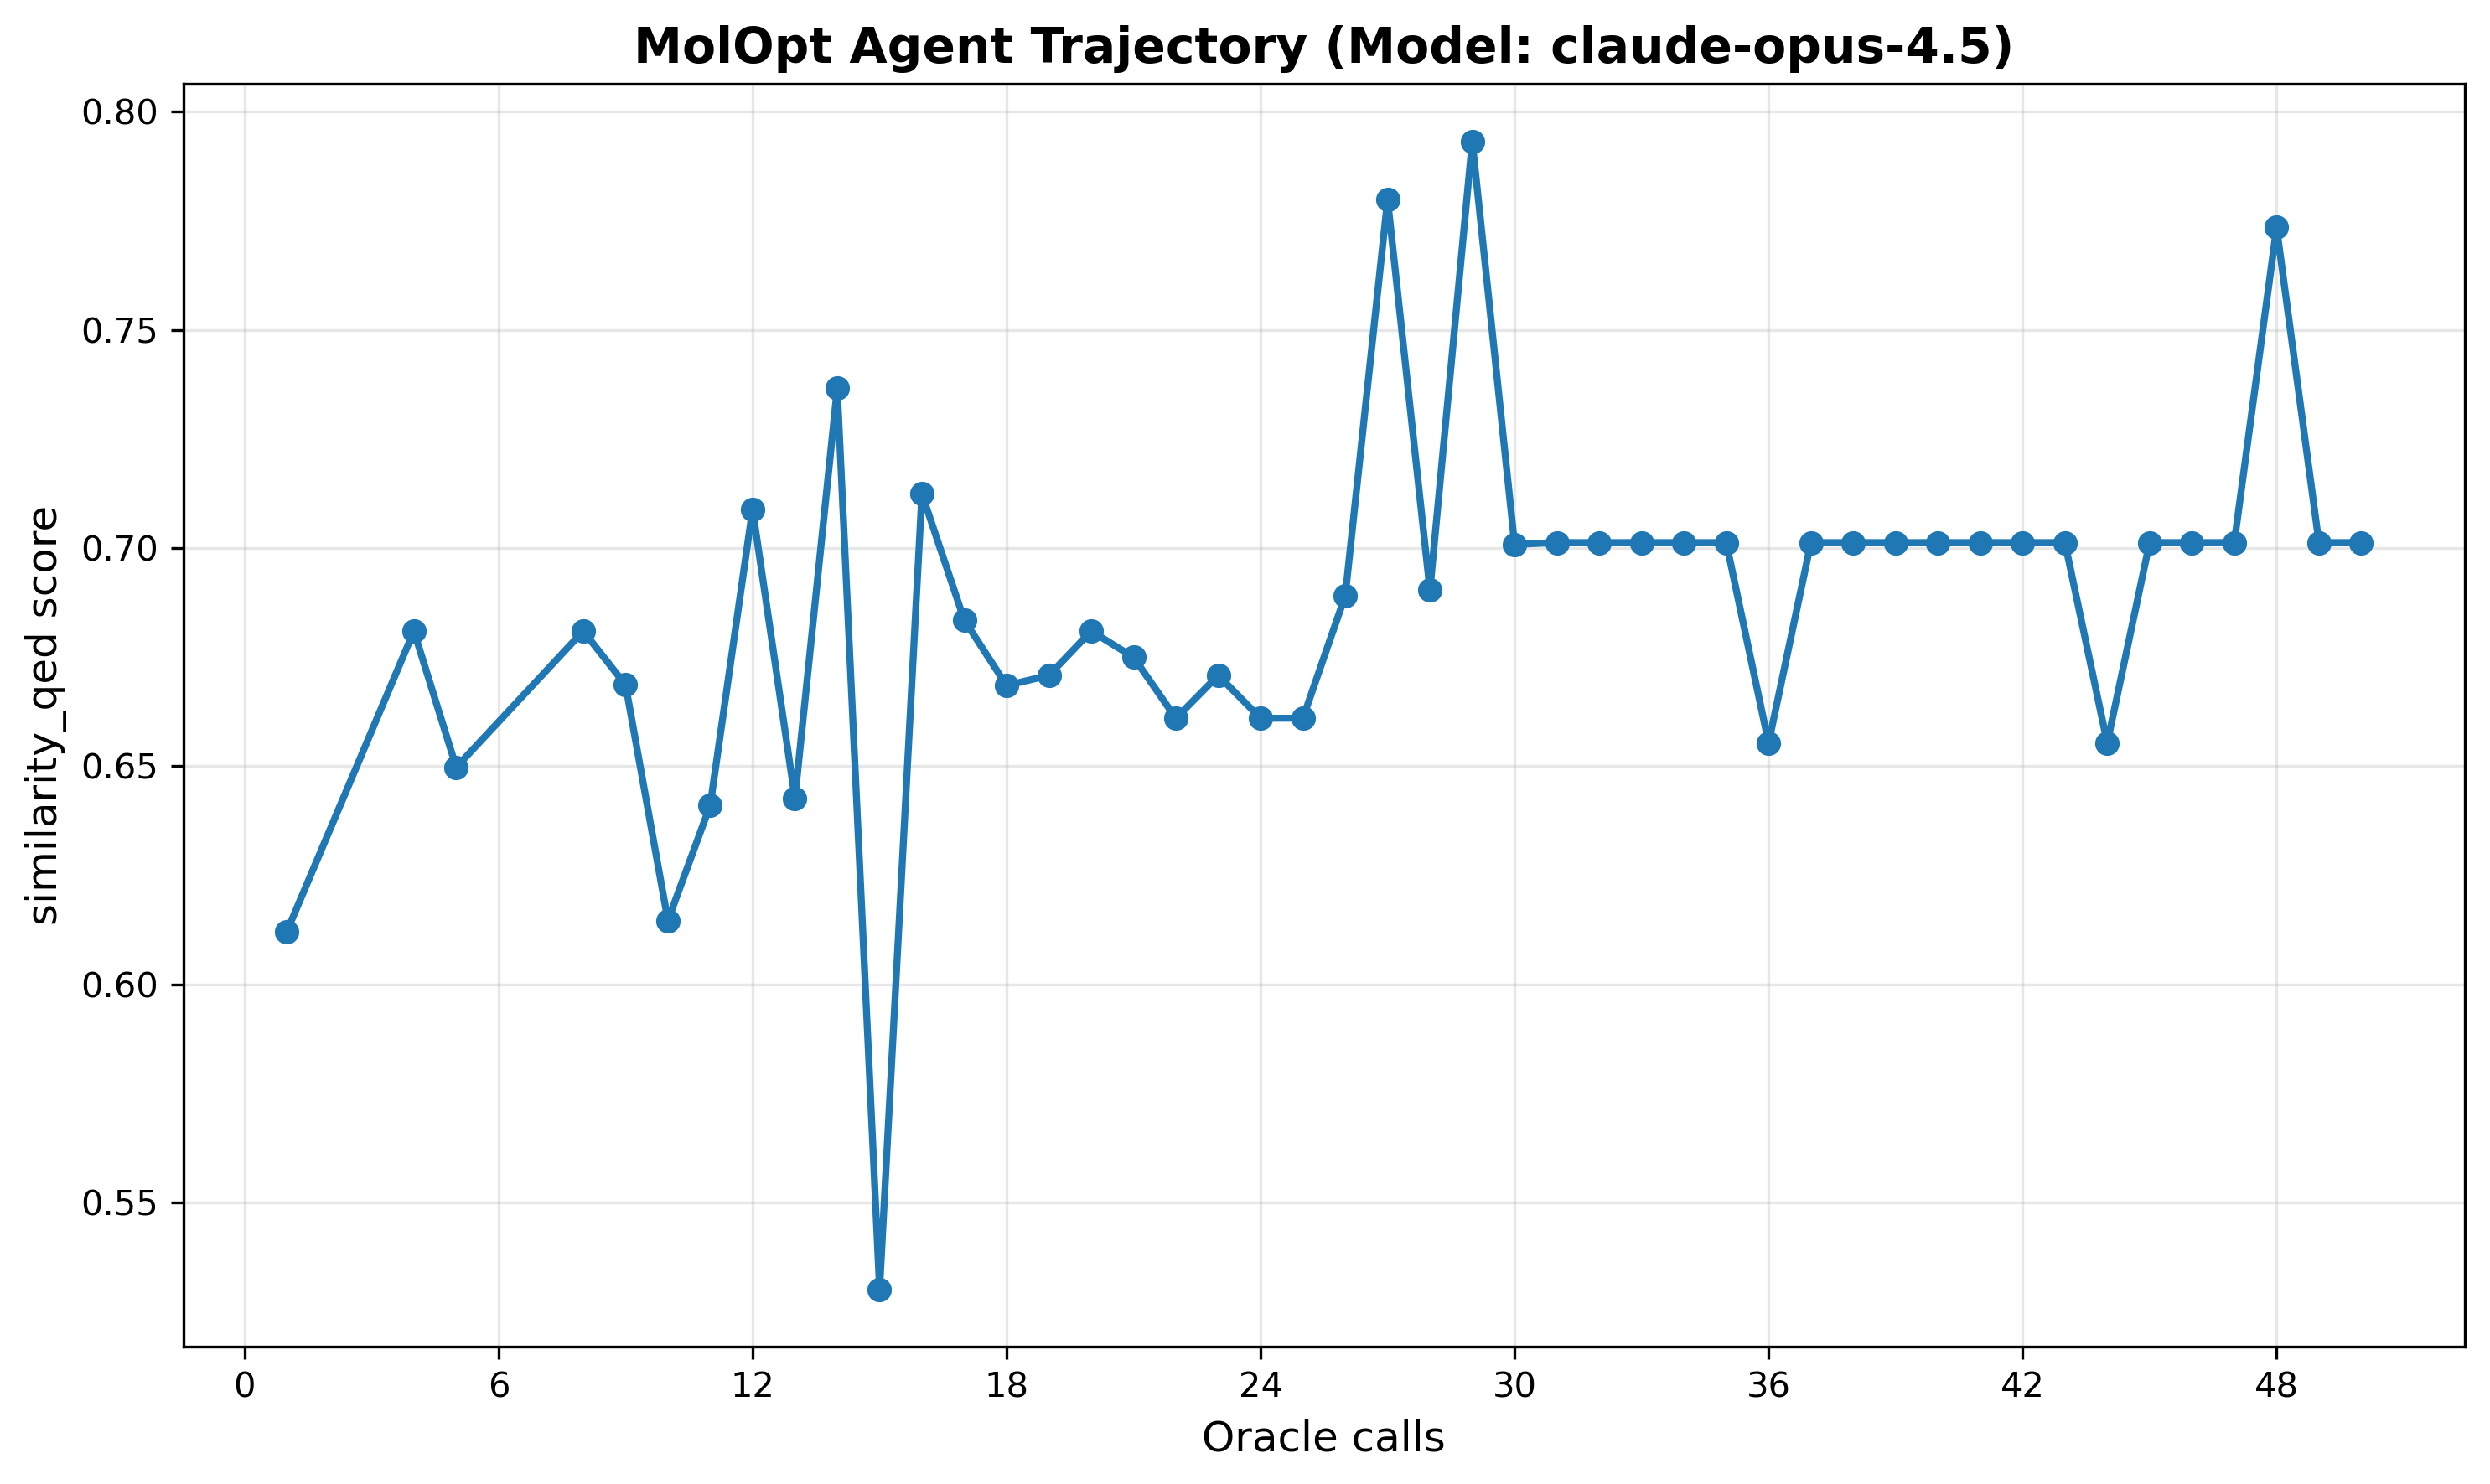 MolOpt Agent Trajectory (Model: claude-opus-4.5)
similarity_qed score
0.80
0.75
0.70
0.65
0.60
0.55
0 6 12 18 24 30 36 42 48
Oracle calls